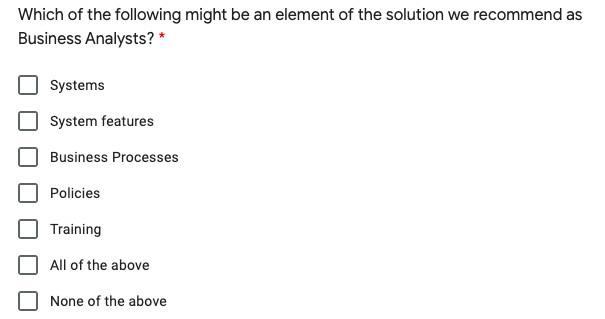 Which of the following might be an element of the solution we recommend as
Business Analysts? *
Systems
System features
Business Processes
Policies
Training
All of the above
None of the above